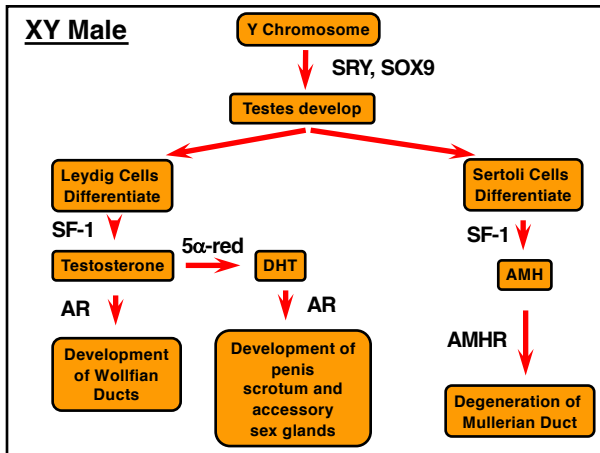 XY Male
Y Chromosome
SRY, SOX9
Testes develop
Leydig Cells
Differentiate
Sertoli Cells
Differentiate
SF-1
SF-1
5α-red
Testosterone
DHT
AMH
AR
AR
AMHR
Development
of Wollfian
Ducts
Development of
penis
scrotum and
accessory
sex glands
Degeneration of
Mullerian Duct